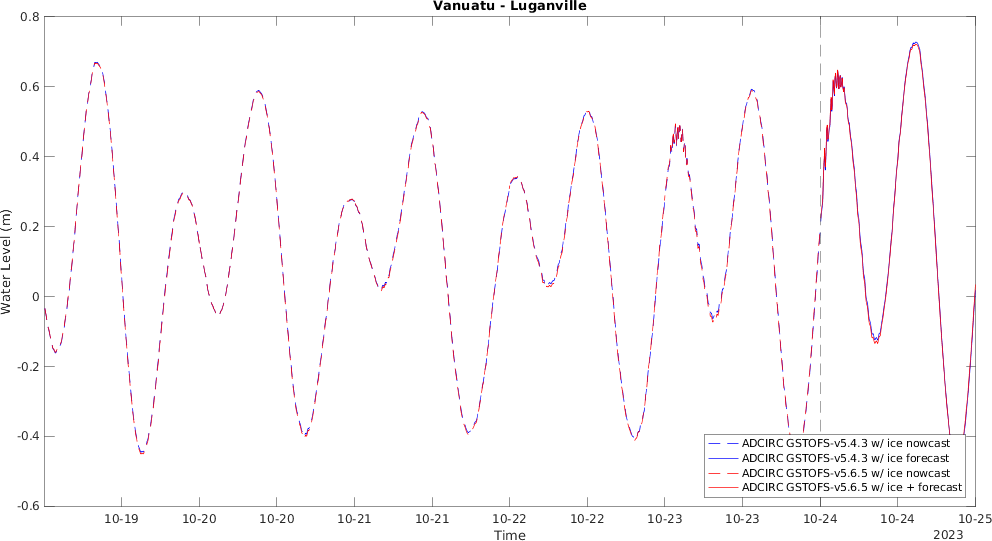 Vanuatu - Luganville
0.8
0.6
0.4
0.2
0
-0.2
-0.4
-0.6
Water Level (m)
ADCIRC GSTOFS-v5.4.3 w/ ice nowcast
ADCIRC GSTOFS-v5.4.3 w/ ice forecast
ADCIRC GSTOFS-v5.6.5 w/ ice nowcast
ADCIRC GSTOFS-v5.6.5 w/ ice + forecast
10-19 10-20 10-20 10-21 10-21 10-22 10-22 10-23 10-23 10-24 10-24 10-25
Time 2023